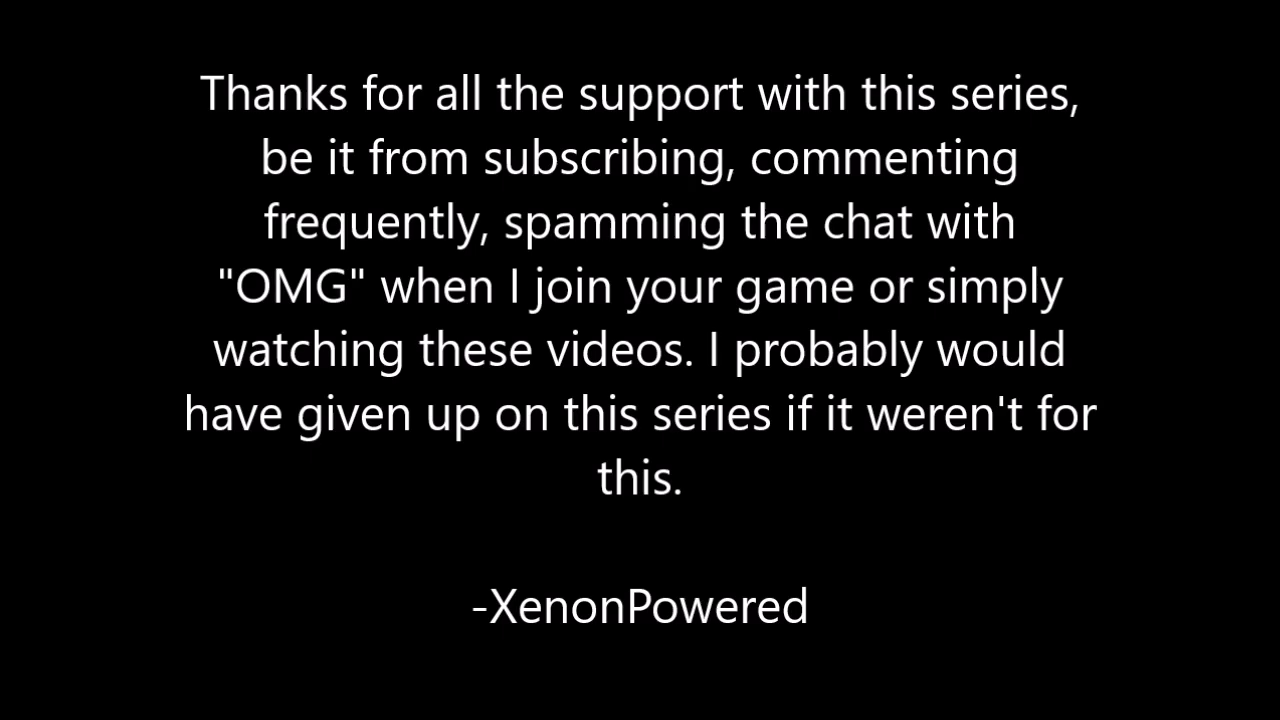 Thanks for all the support with this series,
be it from subscribing, commenting
frequently, spamming the chat with
"OMG" when I join your game or simply
watching these videos. I probably would
have given up on this series if it weren't for
this.
-XenonPowered